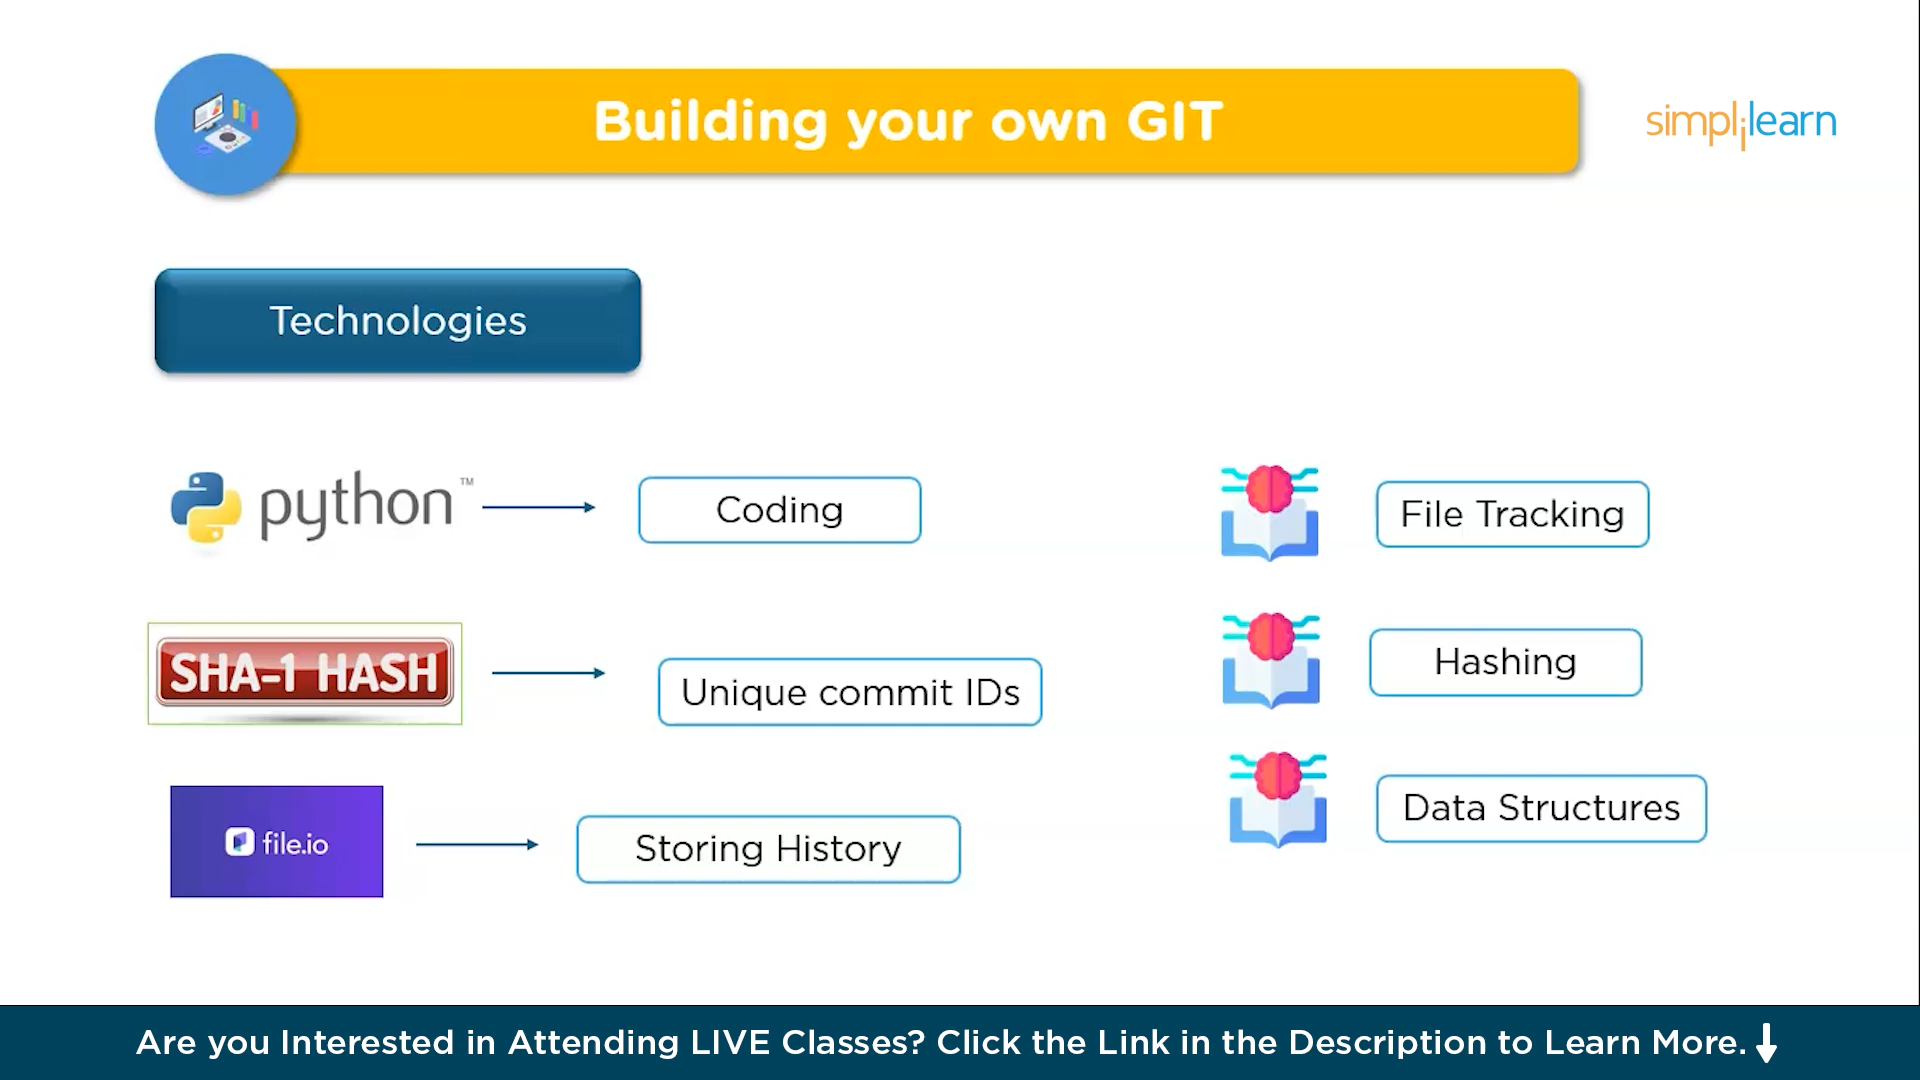 Building your own GIT
simplilearn
Technologies
python™
Coding
File Tracking
SHA-1 HASH
Unique commit IDs
Hashing
file.io
Storing History
Data Structures
Are you Interested in Attending LIVE Classes? Click the Link in the Description to Learn More.